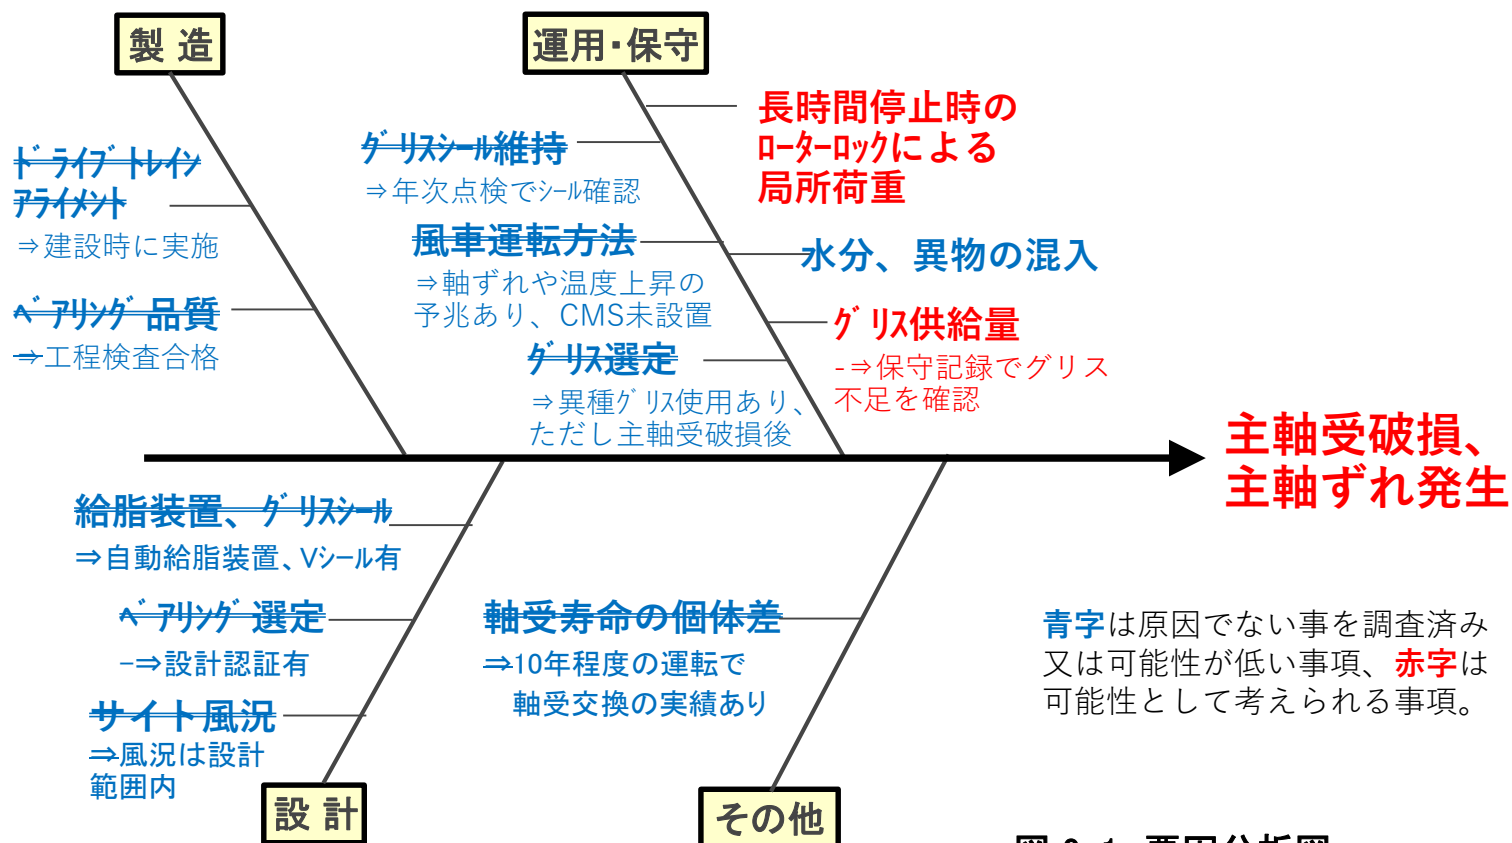 製 造
運用・保守
ﾄﾞﾗｲﾌﾞﾄﾚｲﾝ
ｱﾗｲﾒﾝﾄ
⇒建設時に実施
ﾍﾞｱﾘﾝｸﾞ品質
⇒工程検査合格
ｸﾞﾘｽｼｰﾙ維持
⇒年次点検でｼｰﾙ確認
風車運転方法
⇒軸ずれや温度上昇の
予兆あり、CMS未設置
ｸﾞﾘｽ選定
⇒異種ｸﾞﾘｽ使用あり、
ただし主軸受破損後
長時間停止時の
ﾛｰﾀｰﾛｯｸによる
局所荷重
水分、異物の混入
ｸﾞﾘｽ供給量
-⇒保守記録でグリス
不足を確認
主軸受破損、
主軸ずれ発生
給脂装置、ｸﾞﾘｽｼｰﾙ
⇒自動給脂装置、Vｼｰﾙ有
ﾍﾞｱﾘﾝｸﾞ選定
-⇒設計認証有
サイト風況
⇒風況は設計
範囲内
設 計
軸受寿命の個体差
⇒10年程度の運転で
軸受交換の実績あり
その他
青字は原因でない事を調査済み
又は可能性が低い事項、赤字は
可能性として考えられる事項。